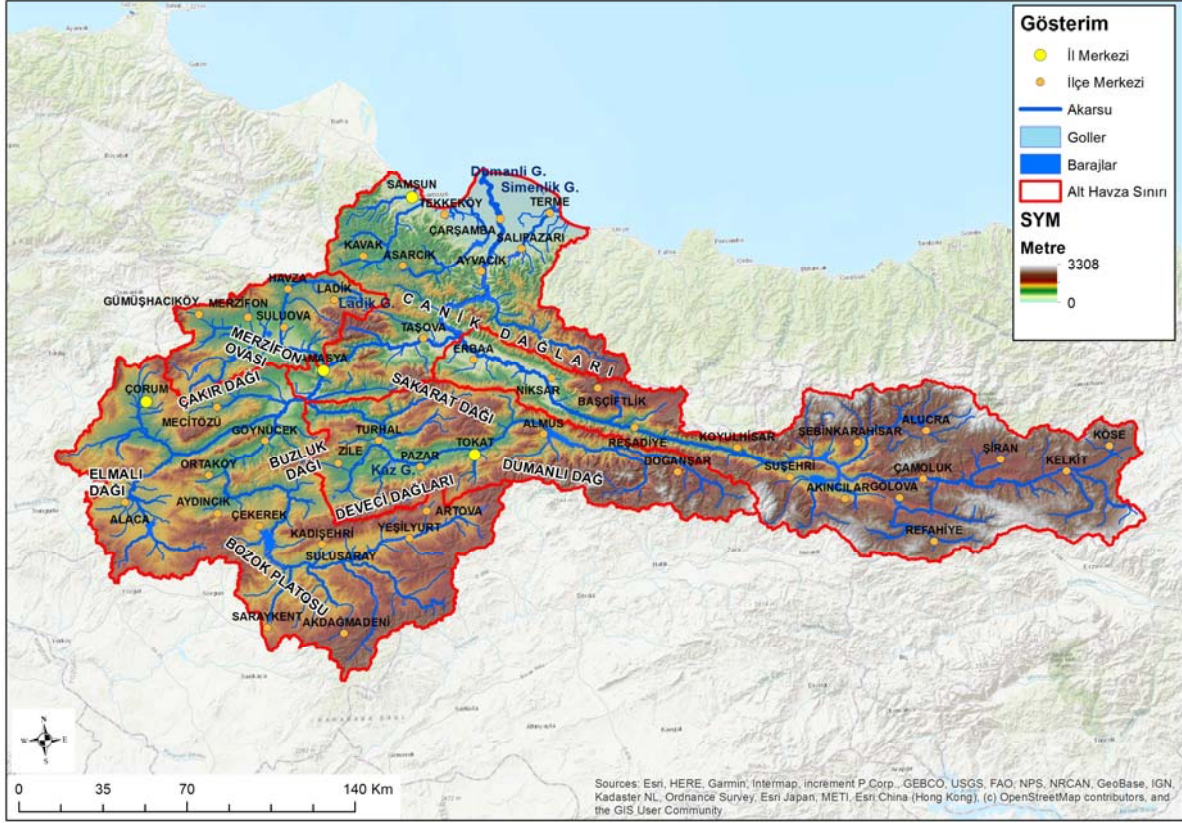 Gösterim
İl Merkezi
İlçe Merkezi
Akarsu
Goller
Barajlar
Alt Havza Sınırı
SYM
Metre
3308
0
Dumanli G.
SAMSUN
Simenlik G.
TEKKEKÖY
TERME
ÇARŞAMBA
KAVAK
SALIPAZARI
ASARCIK
AYVACIK
HAVZA
LADİK
GÜMÜŞHACIKÖY
MERZİFON
Ladik G.
SULUOVA
CANİK DAĞLARI
TAŞOVA
MERZİFON
OVASI
ERBAA
AMASYA
ÇAKIR DAĞI
ÇORUM
SAKARAT DAĞI
NİKSAR
BAŞÇİFTLİK
MECİTÖZÜ
GÖYNÜCEK
TURHAL
ALMUS
REŞADİYE
KOYULHİSAR
ŞEBİNKARAHİSAR
ALUCRA
KÖSE
ŞİRAN
BUZLUK
DAĞI
ZİLE
PAZAR
TOKAT
ORTAKÖY
Kaz G.
DUMANLI DAĞ
DOĞANŞAR
SUŞEHRİ
ÇAMOLUK
KELKİT
ELMALI
DAĞI
AKINCILAR
GÖLOVA
AYDINCIK
DEVECİ DAĞLARI
ALACA
ÇEKEREK
ARTOVA
KADIŞEHRİ
YEŞİLYURT
REFAHİYE
SULUSARAY
BOZOK PLATOSU
SARAYKENT
AKDAĞMADENİ
N
W
E
S
0
35
70
140 Km
Sources: Esri, HERE, Garmin, Intermap, increment P Corp., GEBCO, USGS, FAO, NPS, NRCAN, GeoBase, IGN,
Kadaster NL, Ordnance Survey, Esri Japan, METI, Esri China (Hong Kong), (c) OpenStreetMap contributors, and
the GIS User Community